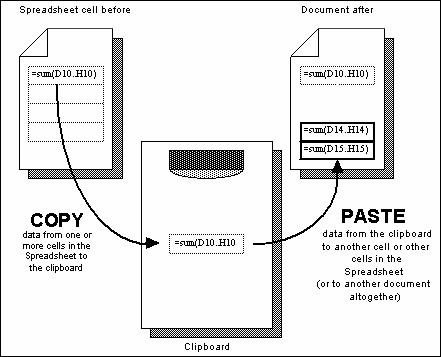 Spreadsheet cell before
Document after
=sum(D10..H10)
=sum(D10..H10)
=sum(D14..H14)
=sum(D15..H15)
COPY
data from one or
more cells in the
Spreadsheet to
the clipboard
=sum(D10..H10
PASTE
data from the clipboard
to another cell or other
cells in the
Spreadsheet
(or to another document
altogether)
Clipboard